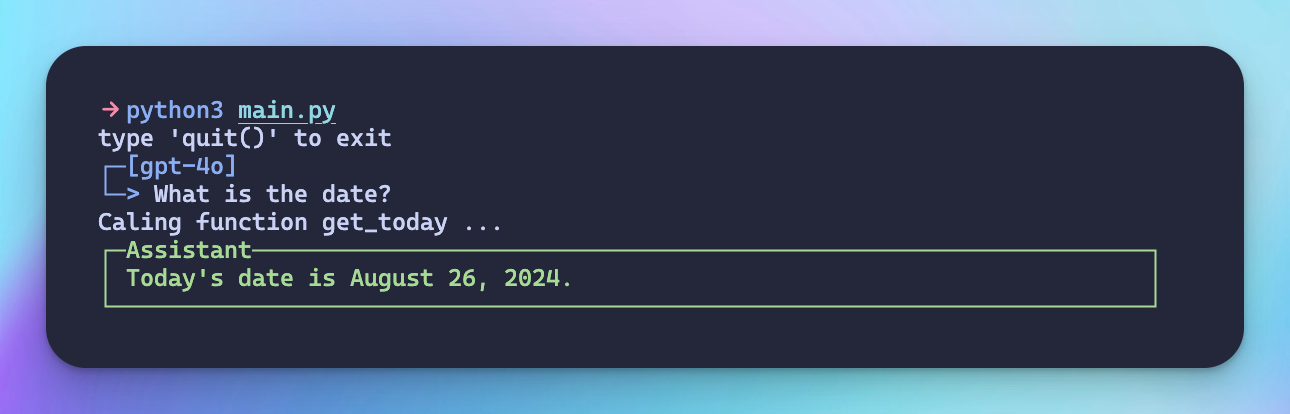 → python3 main.py
type 'quit()' to exit
[gpt-4o]
> What is the date?
Caling function get_today ...
Assistant
Today's date is August 26, 2024.